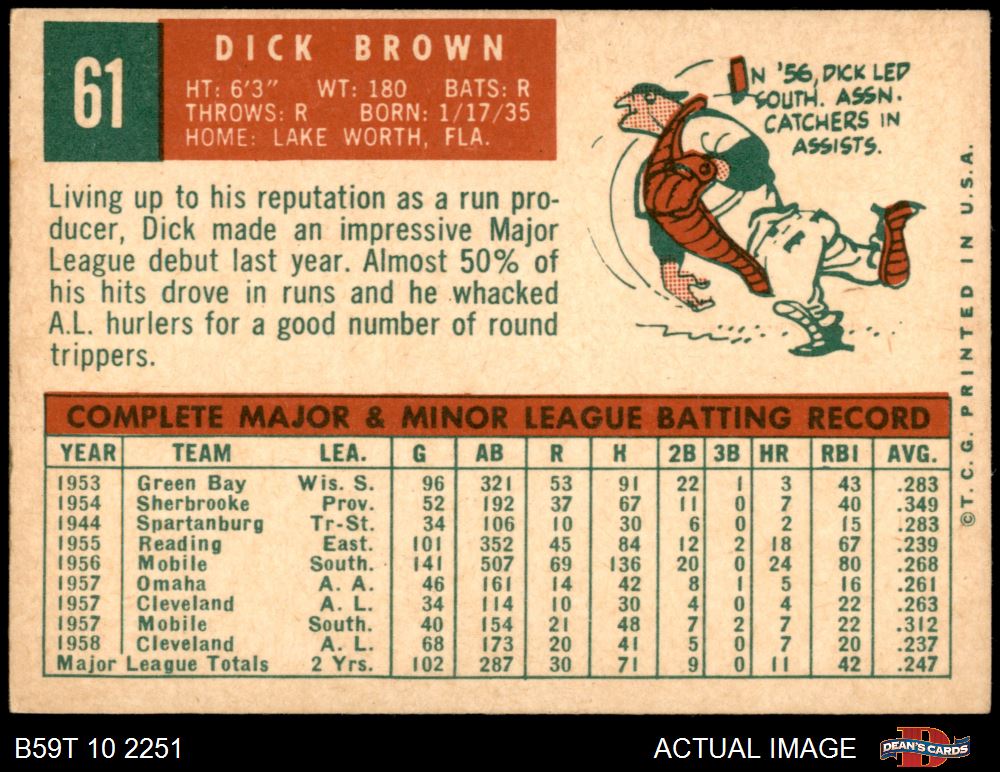 61
DICK BROWN
HT: 6'3" WT: 180 BATS: R
THROWS: R BORN: 1/17/35
HOME: LAKE WORTH, FLA.
IN '56, DICK LED
SOUTH. ASSN.
CATCHERS IN
ASSISTS.
Living up to his reputation as a run pro-
ducer, Dick made an impressive Major
League debut last year. Almost 50% of
his hits drove in runs and he whacked
A.L. hurlers for a good number of round
trippers.
COMPLETE MAJOR & MINOR LEAGUE BATTING RECORD
YEAR TEAM LEA. G AB R H 2B 3B HR RBI AVG.
1953 Green Bay Wis. S. 96 321 53 91 22 1 3 43 .283
1954 Sherbrooke Prov. 52 192 37 67 11 0 7 40 .349
1944 Spartanburg Tr-St. 34 106 10 30 6 0 2 15 .283
1955 Reading East. 101 352 45 84 12 2 18 67 .239
1956 Mobile South. 141 507 69 136 20 0 24 80 .268
1957 Omaha A. A. 46 161 14 42 8 1 5 16 .261
1957 Cleveland A. L. 34 114 10 30 4 0 4 22 .263
1957 Mobile South. 40 154 21 48 7 2 7 22 .312
1958 Cleveland A. L. 68 173 20 41 5 0 7 20 .237
Major League Totals 2 Yrs. 102 287 30 71 9 0 11 42 .247
©T.C.G. PRINTED IN U.S.A.
B59T 10 2251
ACTUAL IMAGE
DEAN'S CARDS